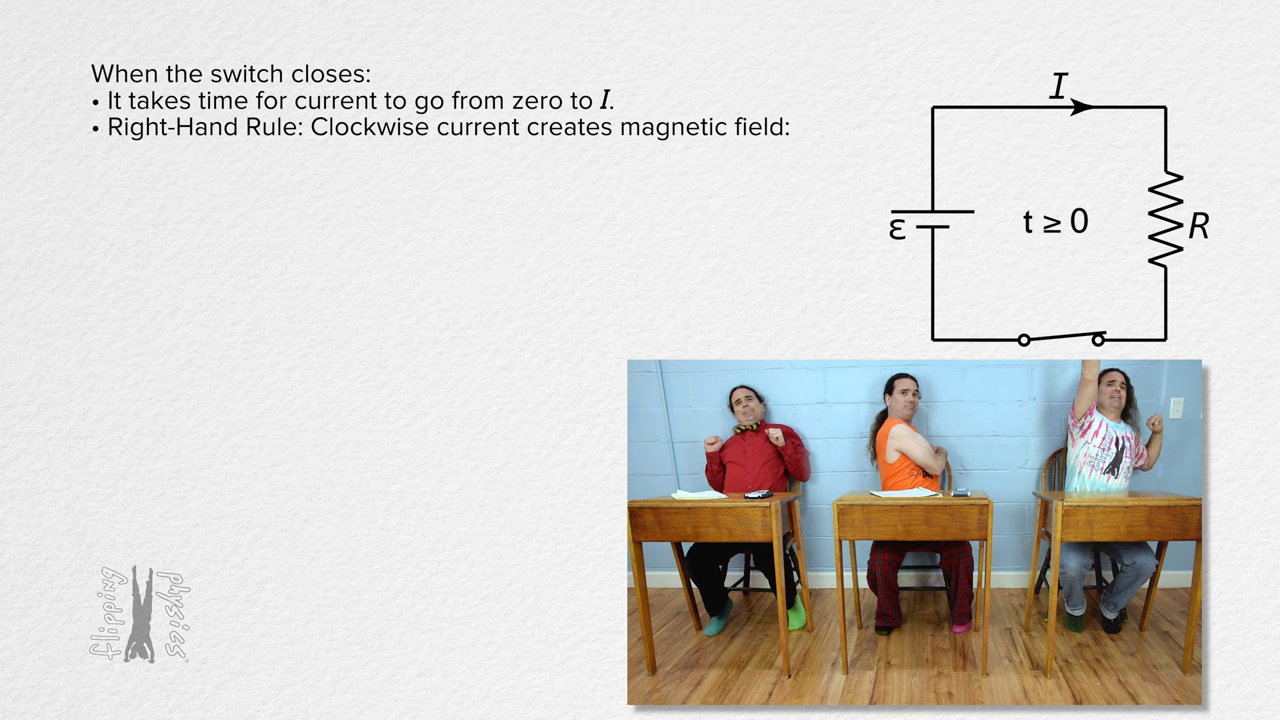 When the switch closes:
• It takes time for current to go from zero to I.
• Right-Hand Rule: Clockwise current creates magnetic field:
I
t ≥ 0
ε
R
flipping
physics